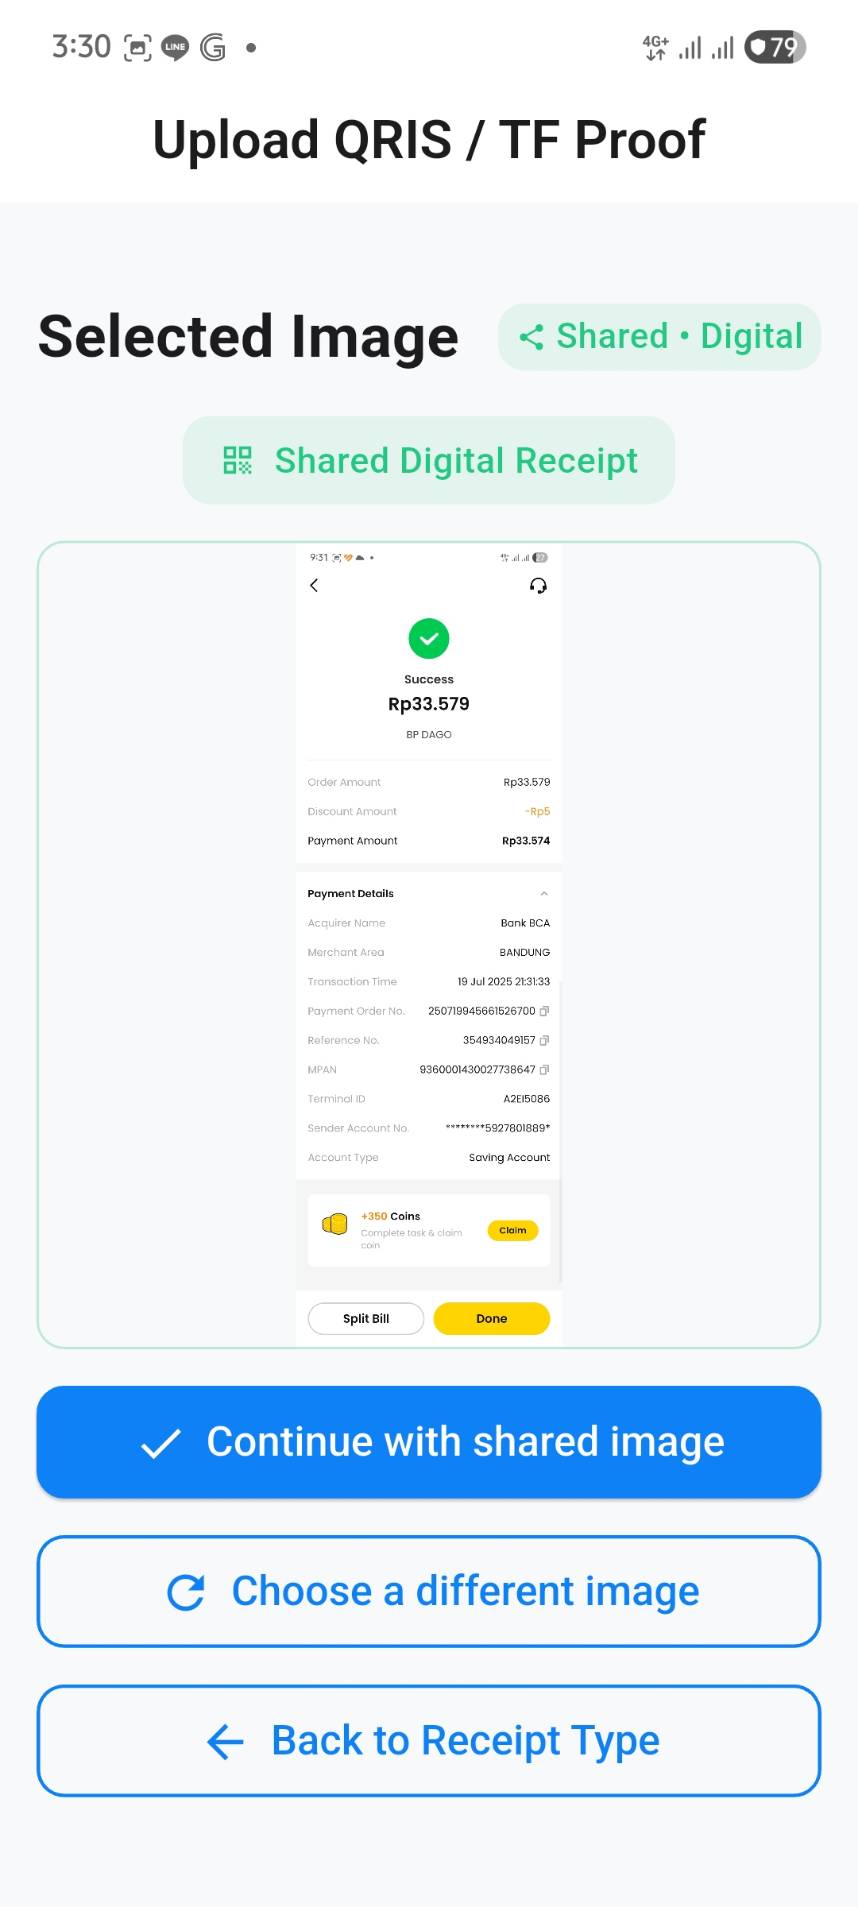 3:30 LINE G 4G+ 79
Upload QRIS / TF Proof
Selected Image
Shared • Digital
Shared Digital Receipt
9:31
Success
Rp33.579
BP DAGO
Order Amount Rp33.579
Discount Amount -Rp5
Payment Amount Rp33.574
Payment Details
Acquirer Name Bank BCA
Merchant Area BANDUNG
Transaction Time 19 Jul 2025 21:31:33
Payment Order No. 250719945661526700
Reference No. 354934049157
MPAN 9360001430027738647
Terminal ID A2EI5086
Sender Account No. ********5927801889*
Account Type Saving Account
+350 Coins
Complete task & claim
coin
Claim
Split Bill Done
Continue with shared image
Choose a different image
Back to Receipt Type